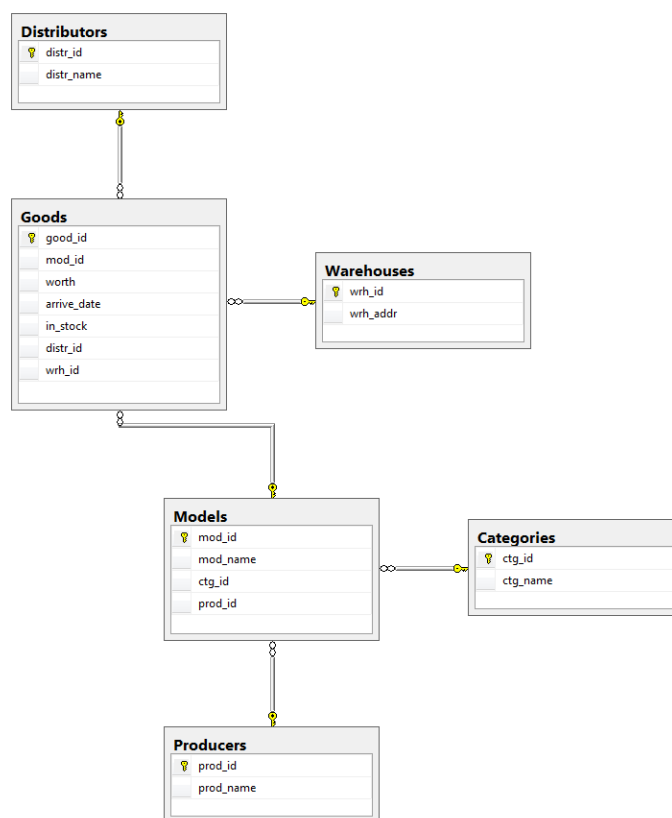 Distributors
distr_id
distr_name
Goods
good_id
mod_id
worth
arrive_date
in_stock
distr_id
wrh_id
Warehouses
wrh_id
wrh_addr
Models
mod_id
mod_name
ctg_id
prod_id
Categories
ctg_id
ctg_name
Producers
prod_id
prod_name